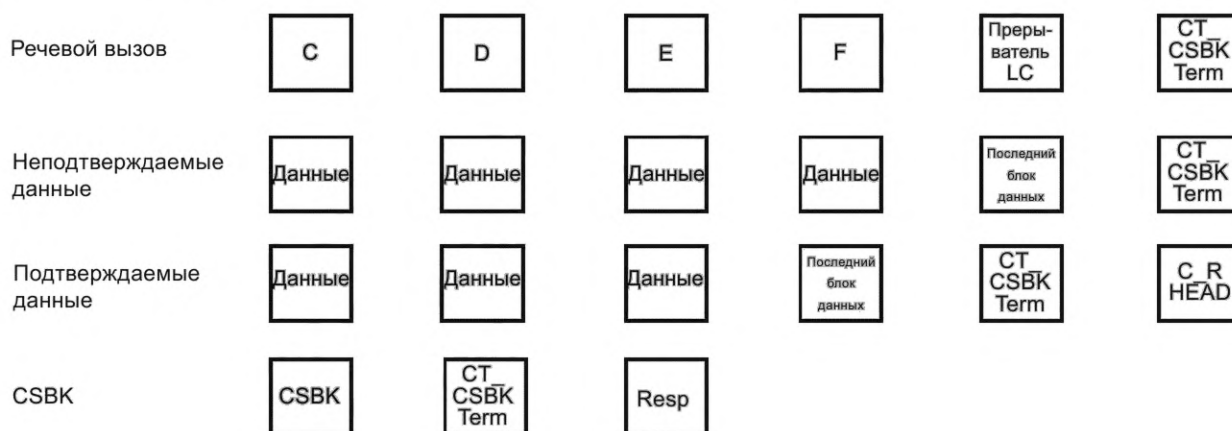 Речевой вызов
C
D
E
F
Преры-
ватель
LC
CT_
CSBK
Term
Неподтверждаемые
данные
Данные
Данные
Данные
Данные
Последний
блок
данных
CT_
CSBK
Term
Подтверждаемые
данные
Данные
Данные
Данные
Последний
блок
данных
CT_
CSBK
Term
C_R
HEAD
CSBK
CSBK
CT_
CSBK
Term
Resp